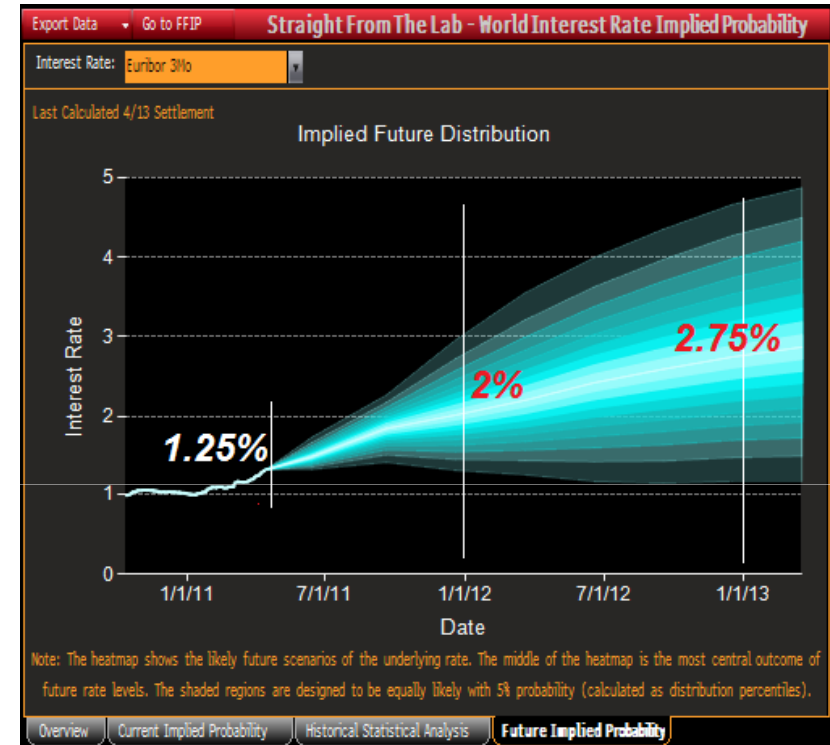 Export Data Go to FFIP Straight From The Lab - World Interest Rate Implied Probability
Interest Rate: Euribor 3Mo
Last Calculated 4/13 Settlement
Implied Future Distribution
5
4
3
2.75%
2%
2
1.25%
1
0
Interest Rate
1/1/11 7/1/11 1/1/12 7/1/12 1/1/13
Date
Note: The heatmap shows the likely future scenarios of the underlying rate. The middle of the heatmap is the most central outcome of
future rate levels. The shaded regions are designed to be equally likely with 5% probability (calculated as distribution percentiles).
Overview Current Implied Probability Historical Statistical Analysis Future Implied Probability